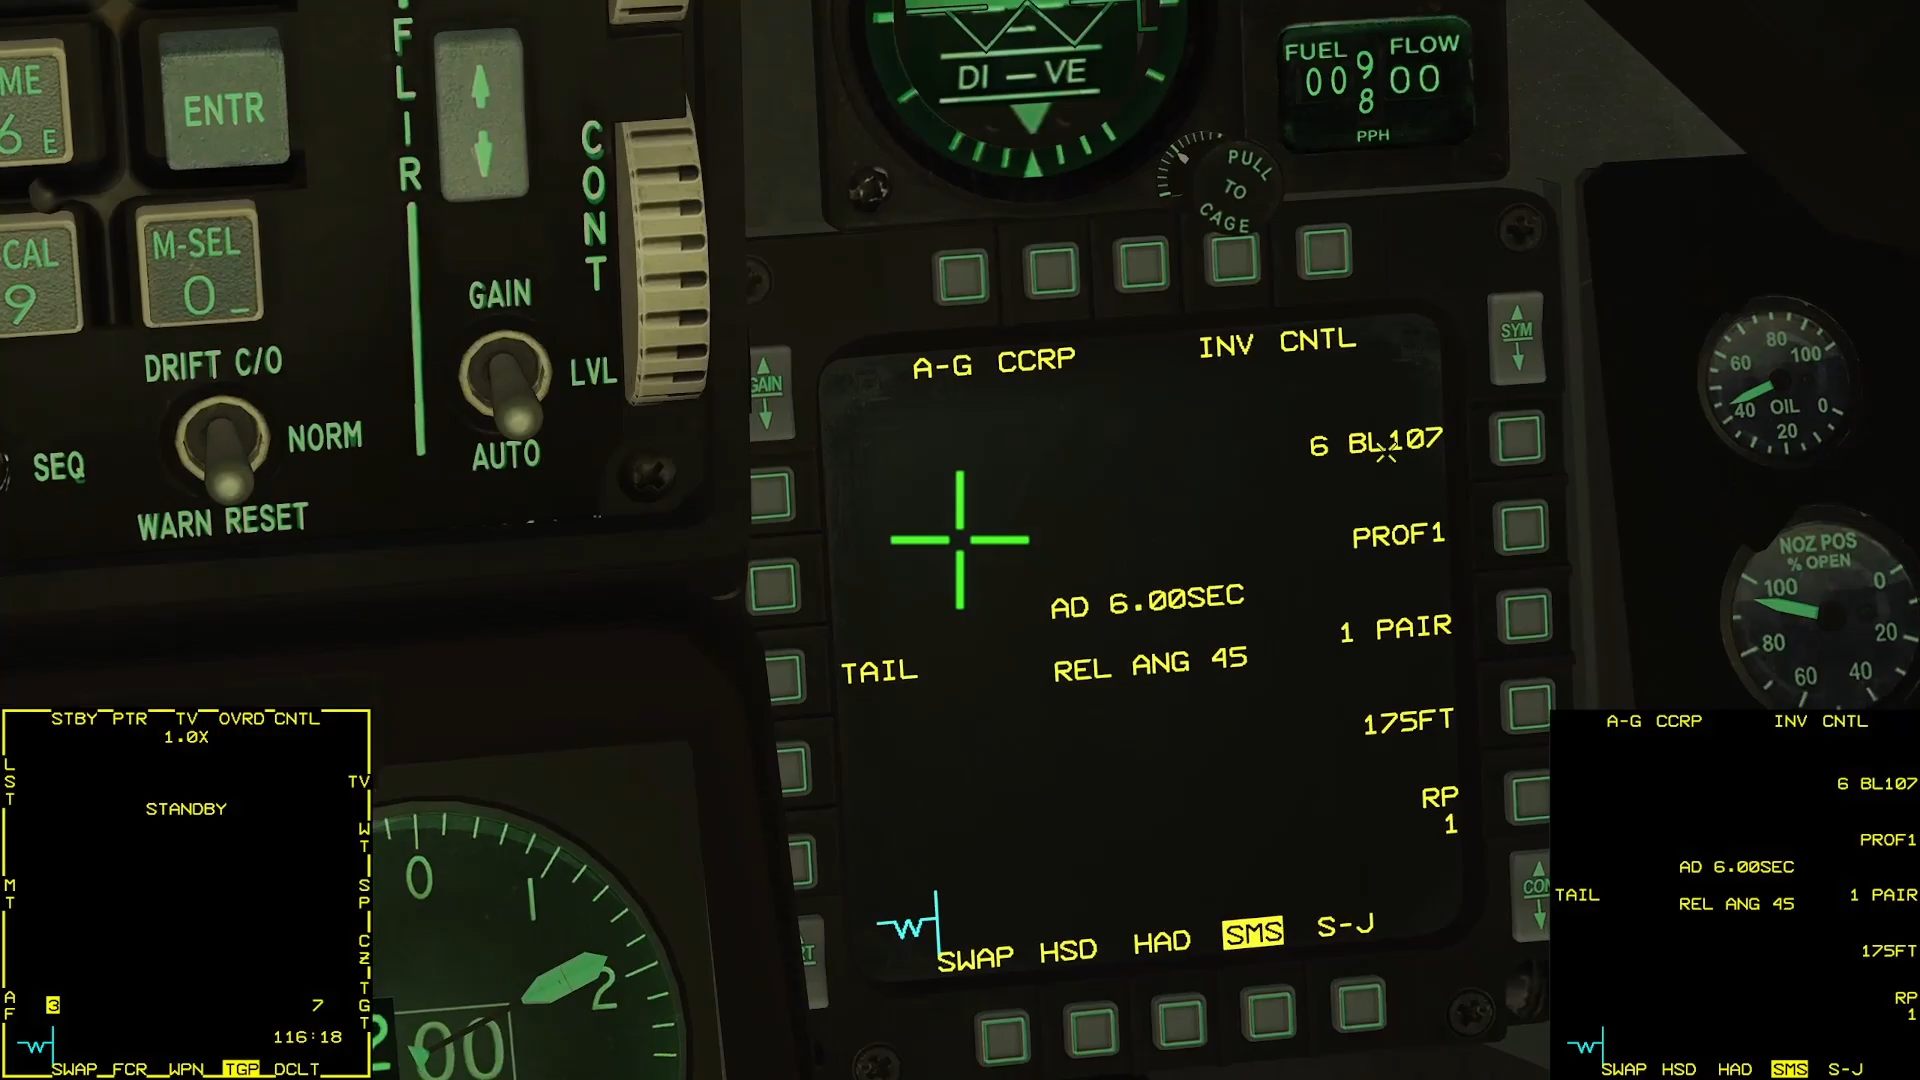 ME
6 E
ENTR
CAL
9
M-SEL
0 _
FLIR
CONT
GAIN
LVL
AUTO
DRIFT C/O
NORM
WARN RESET
SEQ
DI — VE
FUEL FLOW
00 9 00
8
PPH
PULL
TO
CAGE
GAIN
SYM
A-G CCRP INV CNTL
6 BL107
PROF1
AD 6.00SEC
1 PAIR
TAIL
REL ANG 45
175FT
RP
1
W
SWAP HSD HAD SMS S-J
80
60 100
40 OIL 0
20
NOZ POS
% OPEN
100 0
80 20
60 40
0
1
2
00
STBY PTR TV OVRD CNTL
1.0X
LST
TV
STANDBY
WT
MT
SP
CZ
AF
TGT
3 7
116:18
W
SWAP FCR WPN TGP DCLT
A-G CCRP INV CNTL
6 BL107
PROF1
AD 6.00SEC
TAIL
1 PAIR
REL ANG 45
175FT
RP
1
W
SWAP HSD HAD SMS S-J